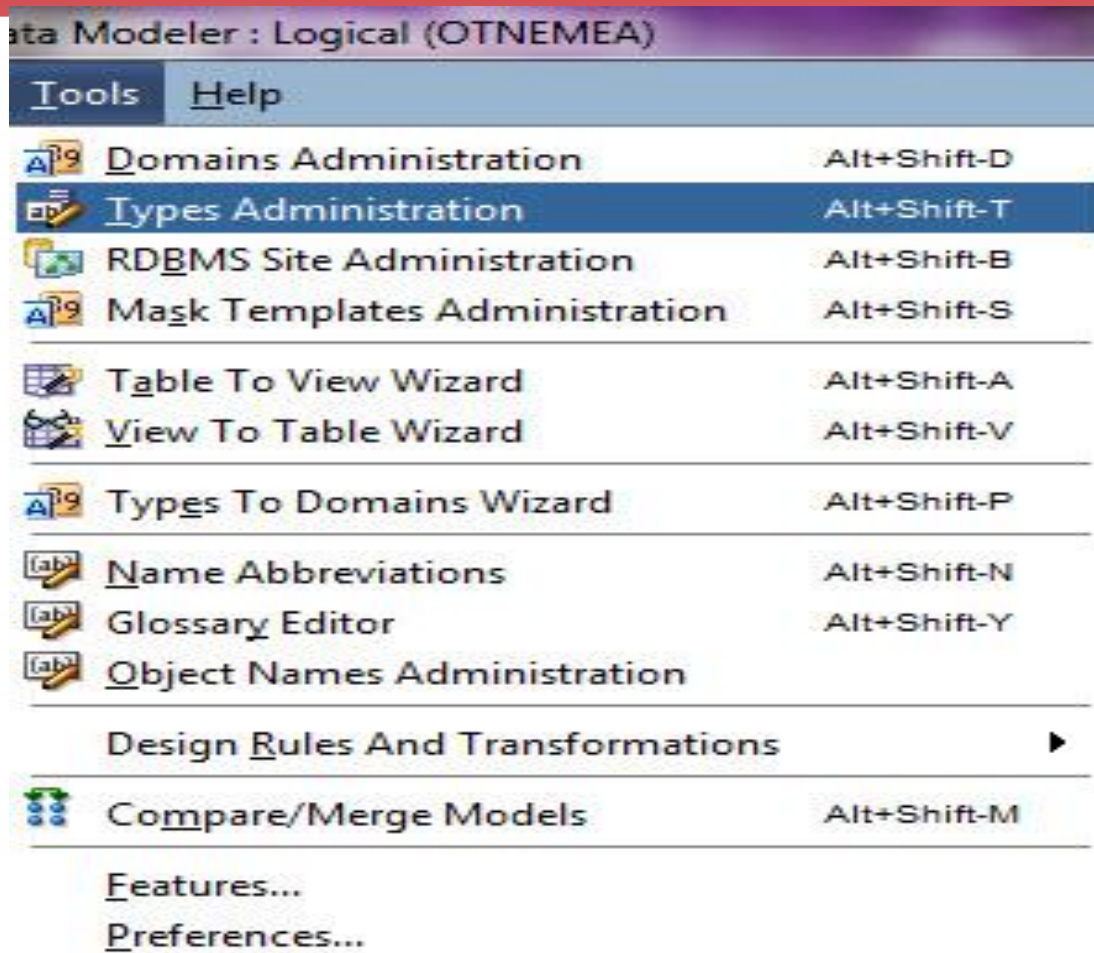 ata Modeler : Logical (OTNEMEA)
Tools Help
Domains Administration Alt+Shift-D
Types Administration Alt+Shift-T
RDBMS Site Administration Alt+Shift-B
Mask Templates Administration Alt+Shift-S
Table To View Wizard Alt+Shift-A
View To Table Wizard Alt+Shift-V
Types To Domains Wizard Alt+Shift-P
Name Abbreviations Alt+Shift-N
Glossary Editor Alt+Shift-Y
Object Names Administration
Design Rules And Transformations
Compare/Merge Models Alt+Shift-M
Features...
Preferences...